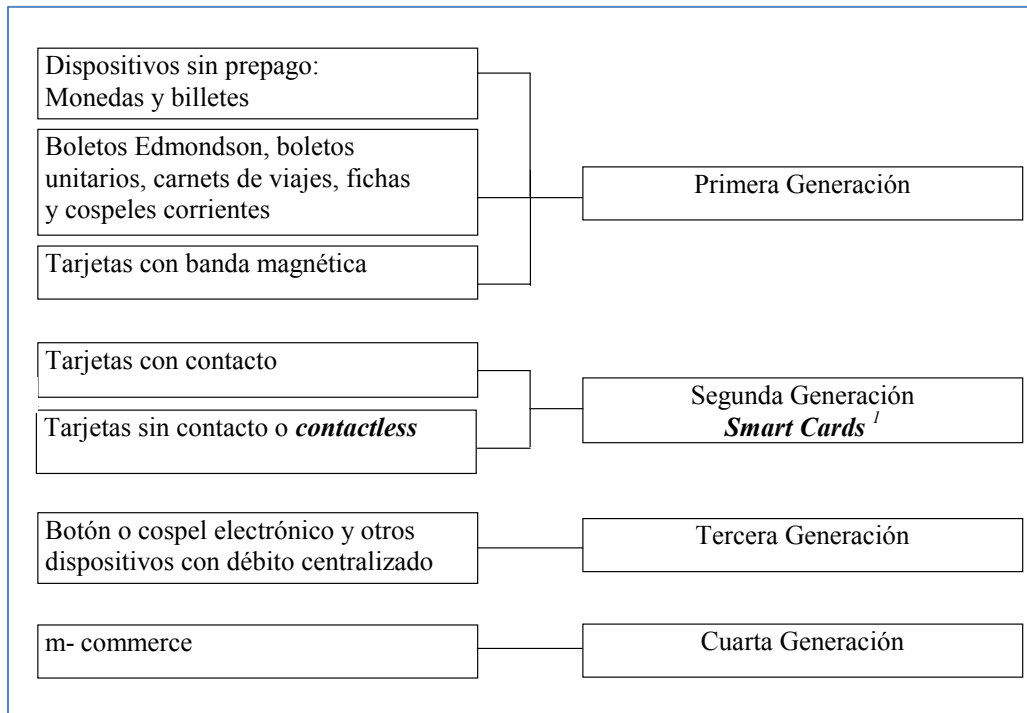 Dispositivos sin prepago:
Monedas y billetes
Boletos Edmondson, boletos
unitarios, carnets de viajes, fichas
y cospeles corrientes
Primera Generación
Tarjetas con banda magnética
Tarjetas con contacto
Segunda Generación
Smart Cards 1
Tarjetas sin contacto o contactless
Botón o cospel electrónico y otros
dispositivos con débito centralizado
Tercera Generación
m- commerce
Cuarta Generación